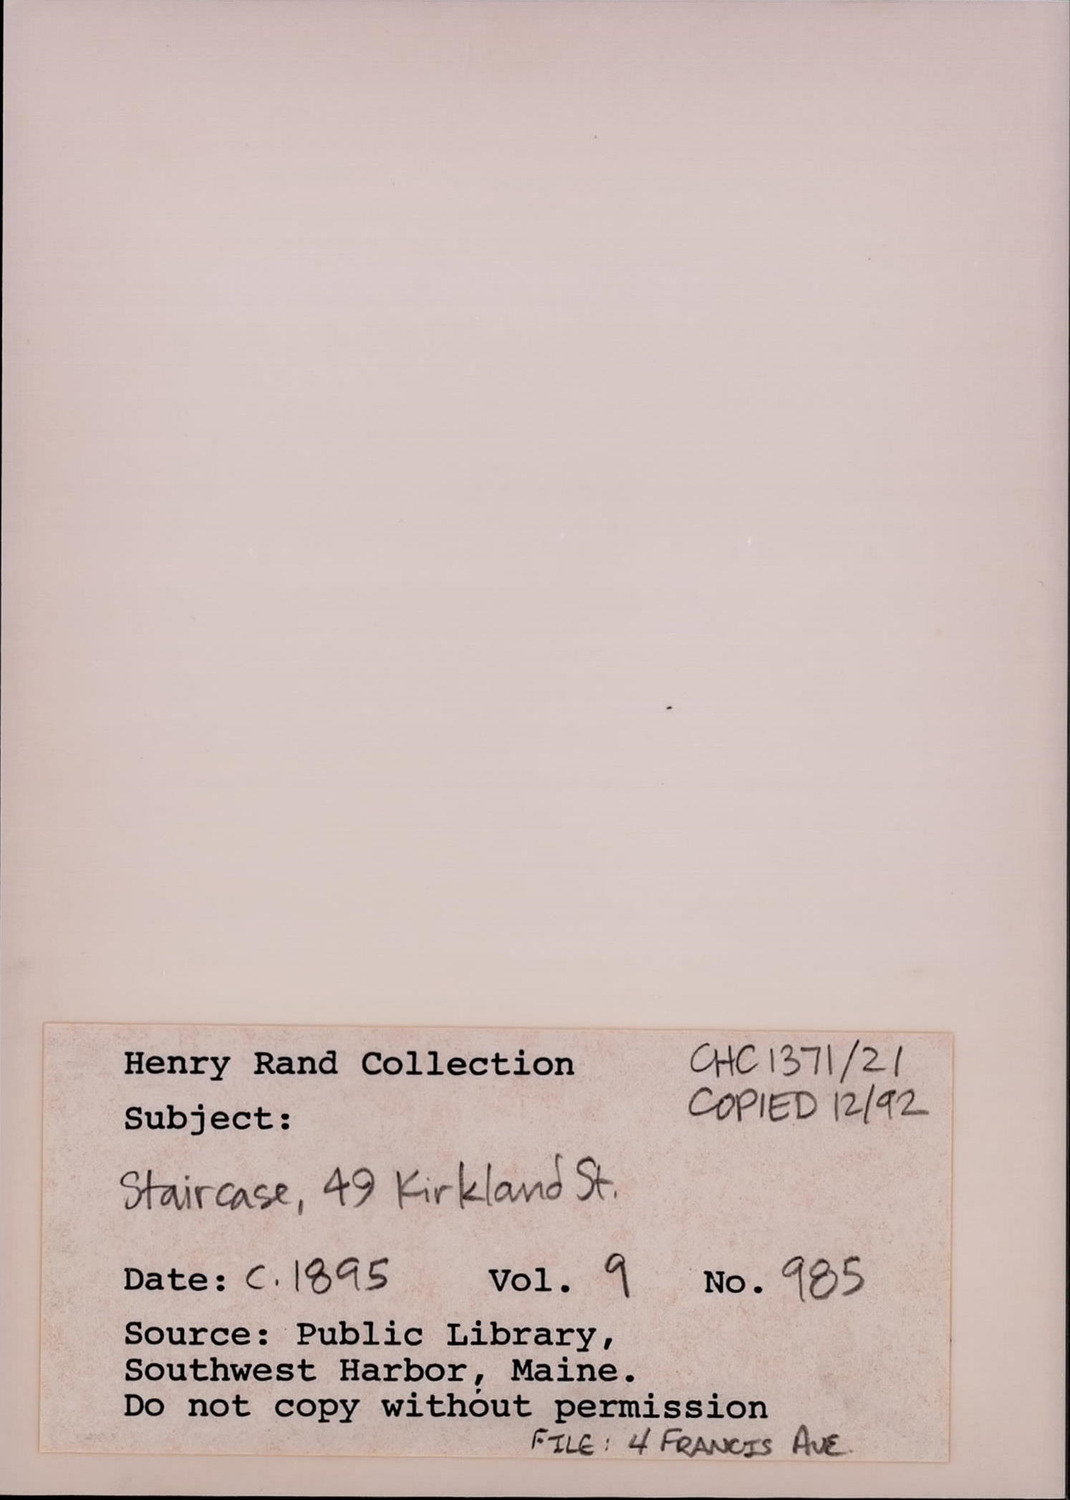 Henry Rand Collection
CHC 1371/21
COPIED 12/92
Subject:
Staircase, 49 Kirkland St.
Date: c. 1895 Vol. 9 No. 985
Source: Public Library,
Southwest Harbor, Maine.
Do not copy without permission
FILE: 4 FRANCIS AVE.